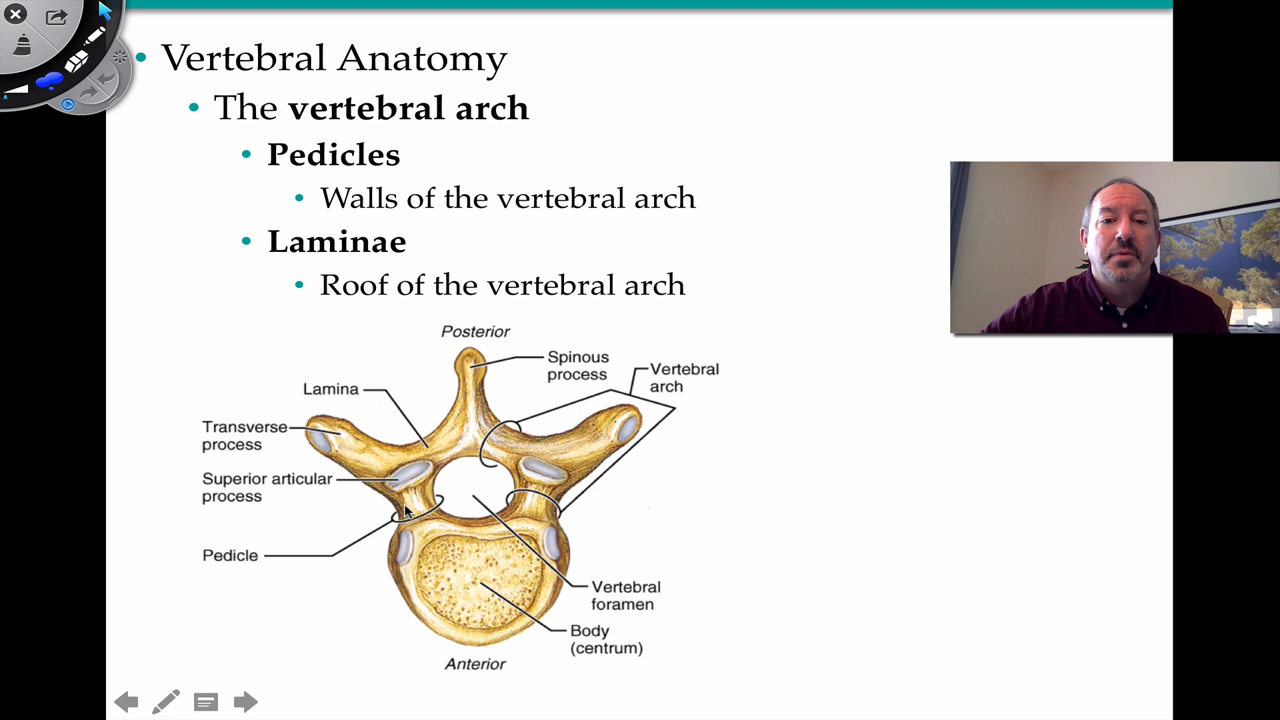 Vertebral Anatomy
The vertebral arch
Pedicles
Walls of the vertebral arch
Laminae
Roof of the vertebral arch
Posterior
Spinous
process
Vertebral
arch
Lamina
Transverse
process
Superior articular
process
Pedicle
Vertebral
foramen
Body
(centrum)
Anterior